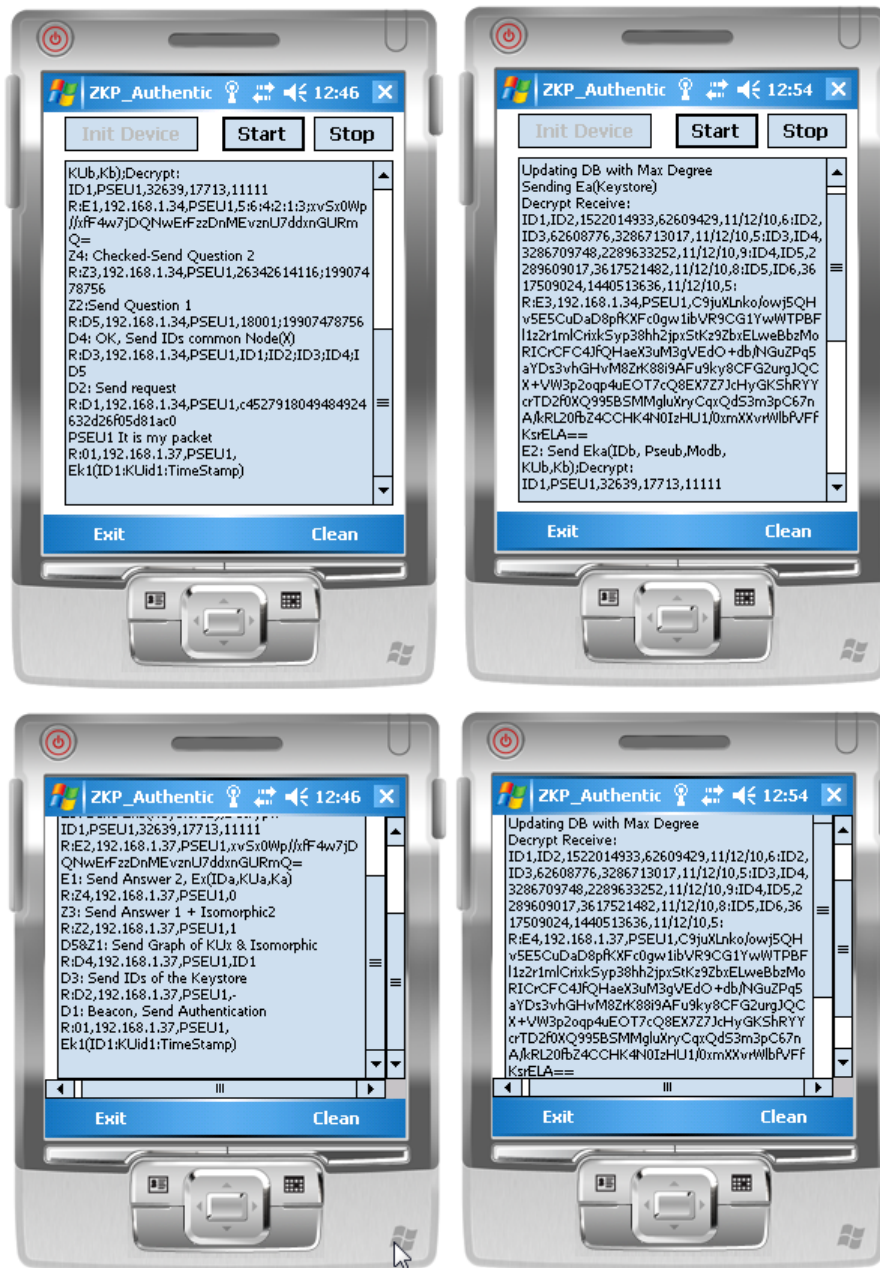 ZKP_Authentic 12:46
Init Device Start Stop
KUb,Kb);Decrypt:
ID1,PSEU1,32639,17713,11111
R:E1,192.168.1.34,PSEU1,5:6:4:2:1:3;xvSx0Wp
//xfF4w7jDQNwErFzzDnMEvznU7ddxnGURm
Q=
Z4: Checked-Send Question 2
R:Z3,192.168.1.34,PSEU1,26342614116;199074
78756
Z2:Send Question 1
R:D5,192.168.1.34,PSEU1,18001;19907478756
D4: OK, Send IDs common Node(X)
R:D3,192.168.1.34,PSEU1,ID1;ID2;ID3;ID4;I
D5
D2: Send request
R:D1,192.168.1.34,PSEU1,c4527918049484924
632d26f05d81ac0
PSEU1 It is my packet
R:01,192.168.1.37,PSEU1,
Ek1(ID1:KUid1:TimeStamp)
Exit Clean
ZKP_Authentic 12:54
Init Device Start Stop
Updating DB with Max Degree
Sending Ea(Keystore)
Decrypt Receive:
ID1,ID2,1522014933,62609429,11/12/10,6:ID2,
ID3,62608776,3286713017,11/12/10,5:ID3,ID4,
3286709748,2289633252,11/12/10,9:ID4,ID5,2
289609017,3617521482,11/12/10,8:ID5,ID6,36
17509024,1440513636,11/12/10,5:
R:E3,192.168.1.34,PSEU1,C9juXLnko/owj5QH
v5E5CuDaD8pfKXFc0gw1ibVR9CG1YwWTPBF
l1z2r1mlCrixkSyp38hh2jpxStKz9ZbxELweBbzMo
RICrCFC4JfQHaeX3uM3gVEdO+db/NGuZPq5
aYDs3vhGHvM8ZrK88i9AFu9ky8CFG2urgJQC
X+VW3p2oqp4uEOT7cQ8EX7Z7JcHyGKShRYY
crTD2f0XQ995BSMMgluXryCqxQdS3m3pC67n
A/kRL20fbZ4CCHK4N0IzHU1/0xmXXvrWlbfVFf
KsrELA==
E2: Send Eka(IDb, Pseub,Modb,
KUb,Kb);Decrypt:
ID1,PSEU1,32639,17713,11111
Exit Clean
ZKP_Authentic 12:46
ID1,PSEU1,32639,17713,11111
R:E2,192.168.1.37,PSEU1,xvSx0Wp//xfF4w7jD
QNwErFzzDnMEvznU7ddxnGURmQ=
E1: Send Answer 2, Ex(IDa,KUa,Ka)
R:Z4,192.168.1.37,PSEU1,0
Z3: Send Answer 1 + Isomorphic2
R:Z2,192.168.1.37,PSEU1,1
D5&Z1: Send Graph of KUx & Isomorphic
R:D4,192.168.1.37,PSEU1,ID1
D3: Send IDs of the Keystore
R:D2,192.168.1.37,PSEU1,-
D1: Beacon, Send Authentication
R:01,192.168.1.37,PSEU1,
Ek1(ID1:KUid1:TimeStamp)
Exit Clean
ZKP_Authentic 12:54
Updating DB with Max Degree
Decrypt Receive:
ID1,ID2,1522014933,62609429,11/12/10,6:ID2,
ID3,62608776,3286713017,11/12/10,5:ID3,ID4,
3286709748,2289633252,11/12/10,9:ID4,ID5,2
289609017,3617521482,11/12/10,8:ID5,ID6,36
17509024,1440513636,11/12/10,5:
R:E4,192.168.1.37,PSEU1,C9juXLnko/owj5QH
v5E5CuDaD8pfKXFc0gw1ibVR9CG1YwWTPBF
l1z2r1mlCrixkSyp38hh2jpxStKz9ZbxELweBbzMo
RICrCFC4JfQHaeX3uM3gVEdO+db/NGuZPq5
aYDs3vhGHvM8ZrK88i9AFu9ky8CFG2urgJQC
X+VW3p2oqp4uEOT7cQ8EX7Z7JcHyGKShRYY
crTD2f0XQ995BSMMgluXryCqxQdS3m3pC67n
A/kRL20fbZ4CCHK4N0IzHU1/0xmXXvrWlbfVFf
KsrELA==
Exit Clean